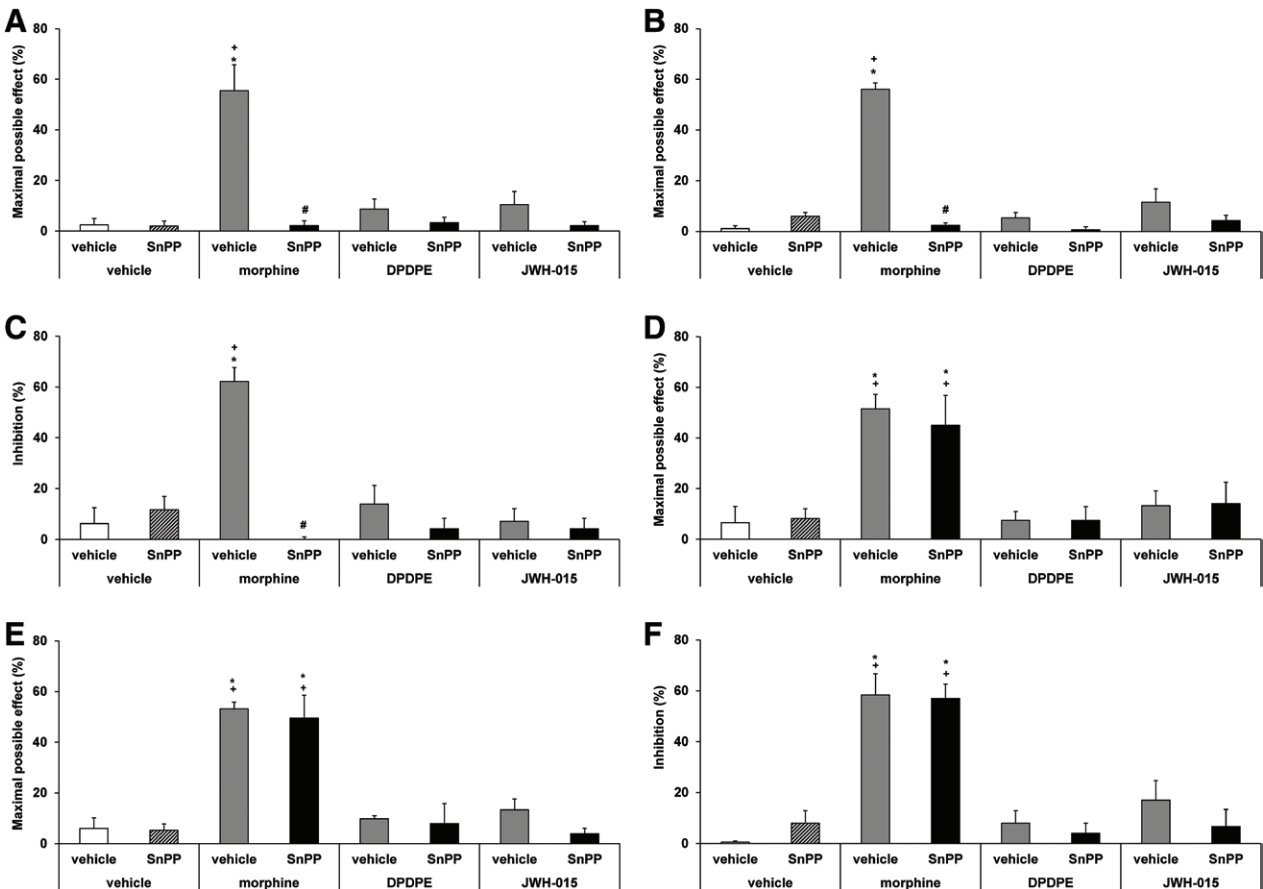 A
Maximal possible effect (%)
80
60
40
20
0
+
*
#
vehicle SnPP vehicle SnPP vehicle SnPP vehicle SnPP
vehicle morphine DPDPE JWH-015
B
Maximal possible effect (%)
80
60
40
20
0
+
*
#
vehicle SnPP vehicle SnPP vehicle SnPP vehicle SnPP
vehicle morphine DPDPE JWH-015
C
Inhibition (%)
80
60
40
20
0
+
*
#
vehicle SnPP vehicle SnPP vehicle SnPP vehicle SnPP
vehicle morphine DPDPE JWH-015
D
Maximal possible effect (%)
80
60
40
20
0
* *
+ +
vehicle SnPP vehicle SnPP vehicle SnPP vehicle SnPP
vehicle morphine DPDPE JWH-015
E
Maximal possible effect (%)
80
60
40
20
0
* *
+ +
vehicle SnPP vehicle SnPP vehicle SnPP vehicle SnPP
vehicle morphine DPDPE JWH-015
F
Inhibition (%)
80
60
40
20
0
* *
+ +
vehicle SnPP vehicle SnPP vehicle SnPP vehicle SnPP
vehicle morphine DPDPE JWH-015